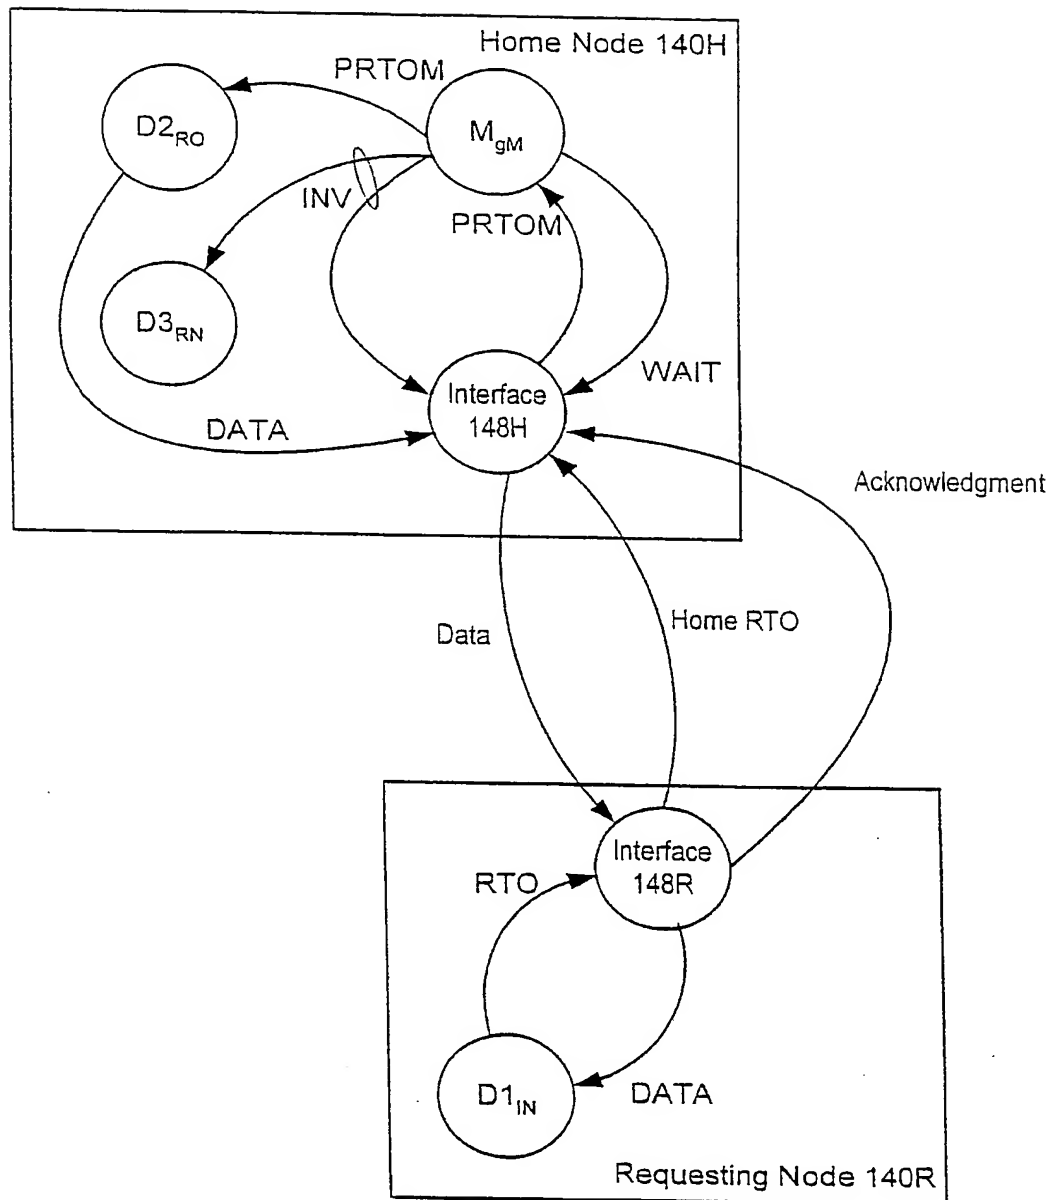 Home Node 140H
PRTOM
D2RO
MgM
INV
PRTOM
D3RN
WAIT
Interface
148H
DATA
Acknowledgment
Data
Home RTO
Interface
148R
RTO
D1IN
DATA
Requesting Node 140R